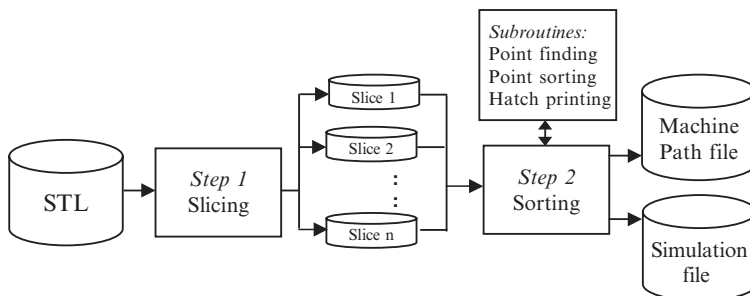 STL
Step 1
Slicing
Slice 1
Slice 2
:
:
Slice n
Subroutines:
Point finding
Point sorting
Hatch printing
Step 2
Sorting
Machine
Path file
Simulation
file